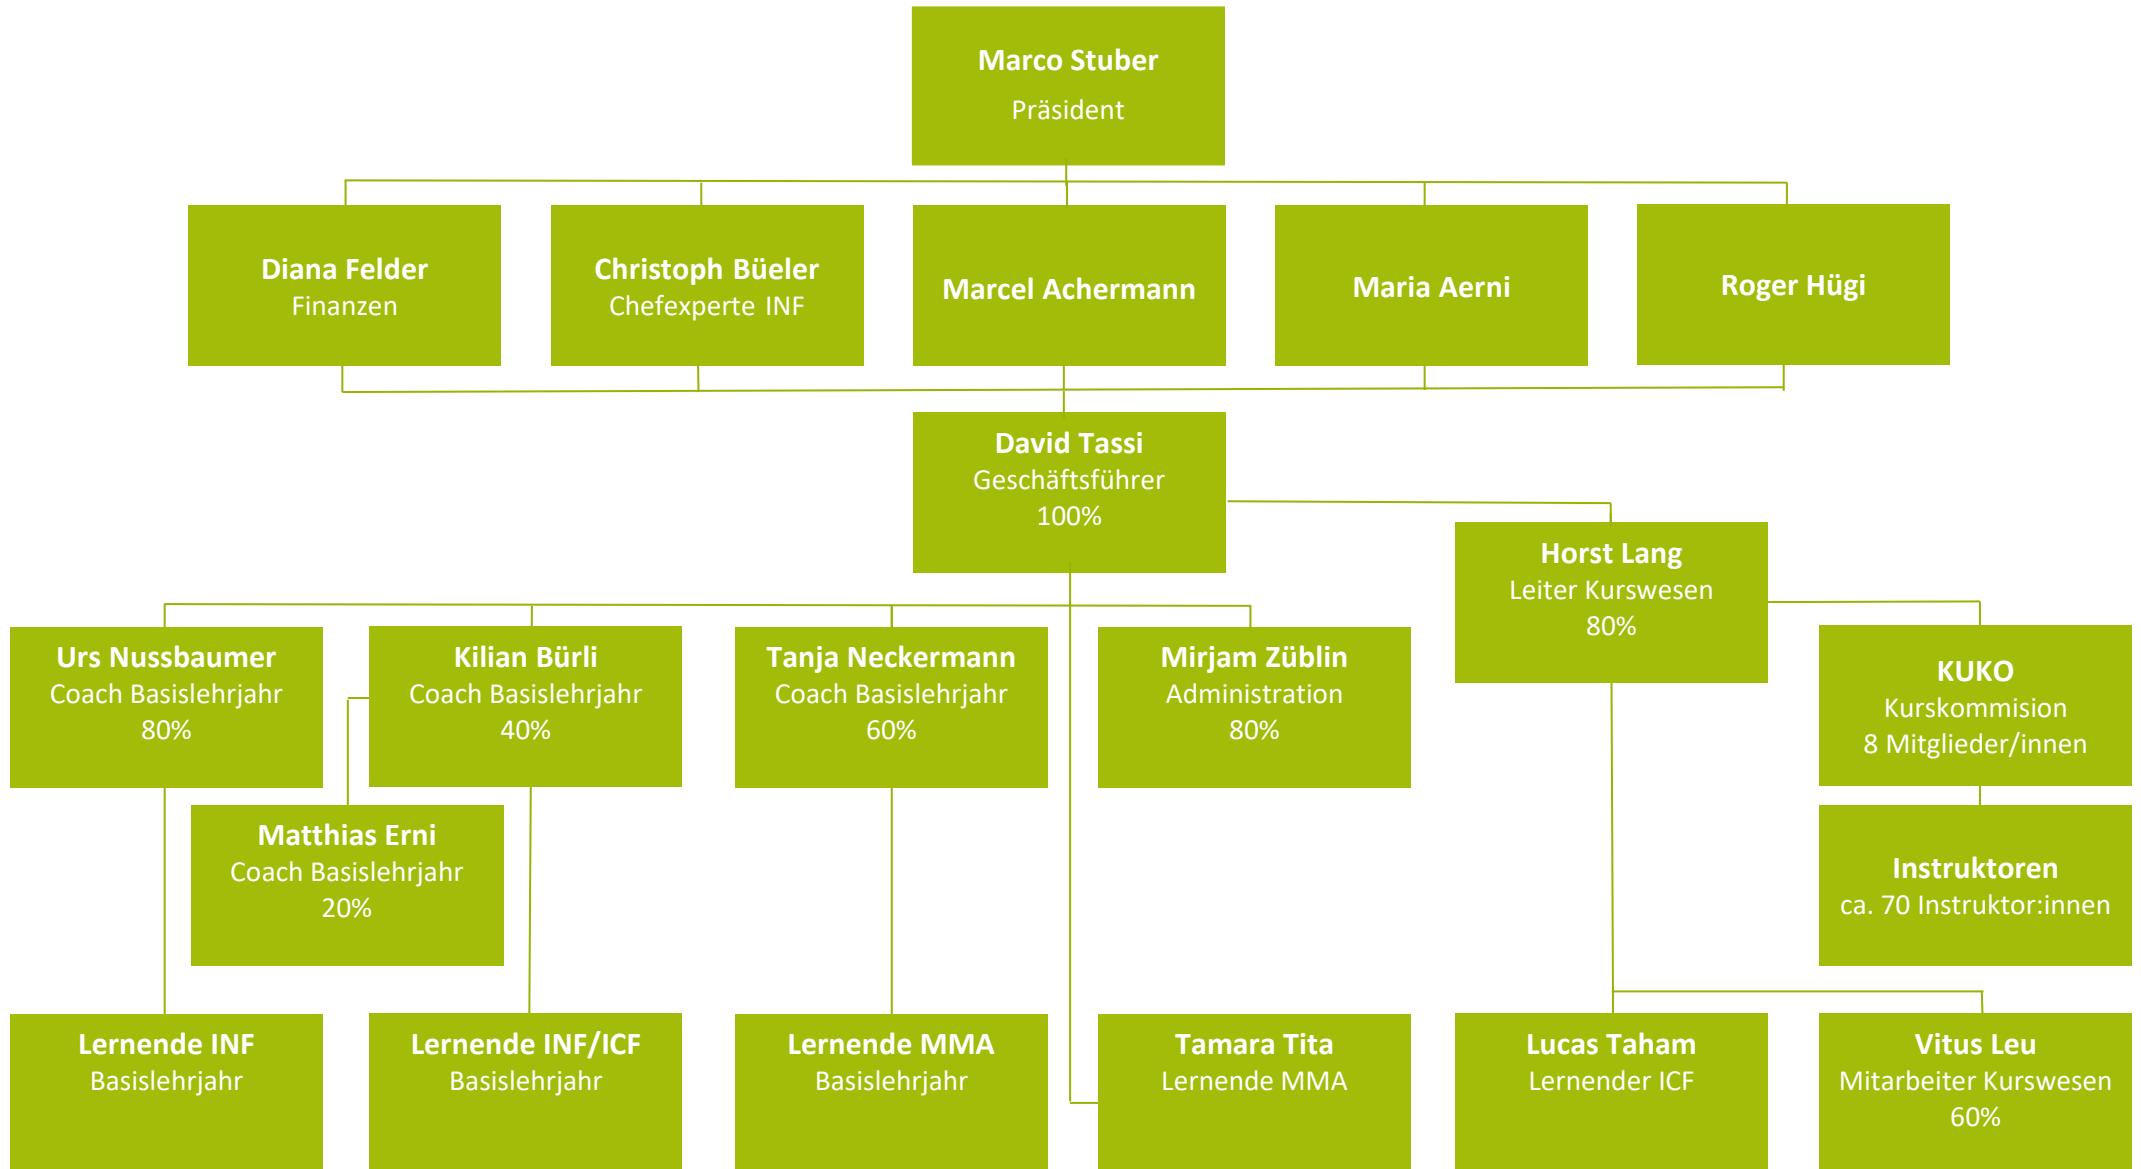 Marco Stuber
Präsident
Diana Felder
Finanzen
Christoph Büeler
Chefexperte INF
Marcel Achermann
Maria Aerni
Roger Hügi
David Tassi
Geschäftsführer
100%
Horst Lang
Leiter Kurswesen
80%
Urs Nussbaumer
Coach Basislehrjahr
80%
Kilian Bürli
Coach Basislehrjahr
40%
Tanja Neckermann
Coach Basislehrjahr
60%
Mirjam Züblin
Administration
80%
KUKO
Kurskommision
8 Mitglieder/innen
Matthias Erni
Coach Basislehrjahr
20%
Instruktoren
ca. 70 Instruktor:innen
Lernende INF
Basislehrjahr
Lernende INF/ICF
Basislehrjahr
Lernende MMA
Basislehrjahr
Tamara Tita
Lernende MMA
Lucas Taham
Lernender ICF
Vitus Leu
Mitarbeiter Kurswesen
60%